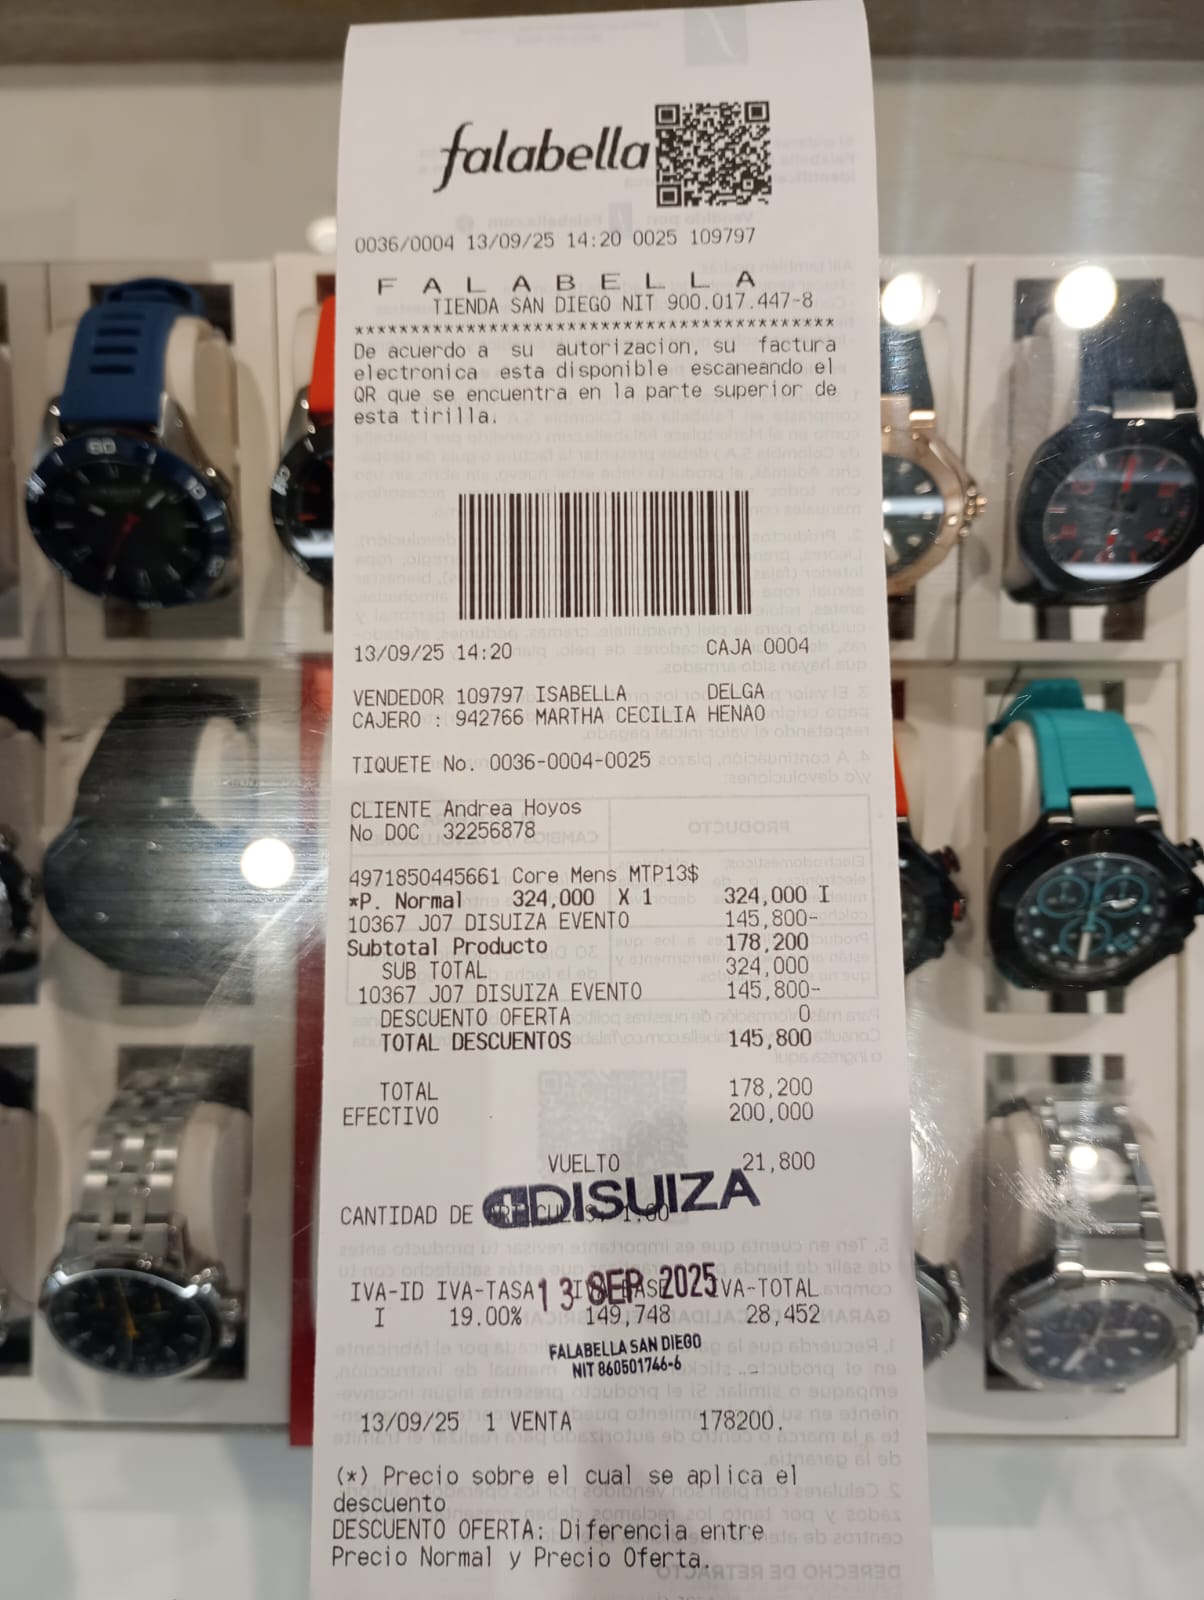 falabella
0036/0004 13/09/25 14:20 0025 109797
F A L A B E L L A
TIENDA SAN DIEGO NIT 900.017.447-8
*******************************************
De acuerdo a su autorizacion, su factura
electronica esta disponible escaneando el
QR que se encuentra en la parte superior de
esta tirilla.
13/09/25 14:20 CAJA 0004
VENDEDOR 109797 ISABELLA DELGA
CAJERO : 942766 MARTHA CECILIA HENAO
TIQUETE No. 0036-0004-0025
CLIENTE Andrea Hoyos
No DOC 32256878
4971850445661 Core Mens MTP13$
*P. Normal 324,000 X 1 324,000 I
10367 J07 DISUIZA EVENTO 145,800-
Subtotal Producto 178,200
SUB TOTAL 324,000
10367 J07 DISUIZA EVENTO 145,800-
DESCUENTO OFERTA 0
TOTAL DESCUENTOS 145,800
TOTAL 178,200
EFECTIVO 200,000
VUELTO 21,800
DISUIZA
CANTIDAD DE ARTICULOS, 1.00
13 SEP 2025
IVA-ID IVA-TASA IVA-BASE IVA-TOTAL
I 19.00% 149,748 28,452
FALABELLA SAN DIEGO
NIT 860501746-6
13/09/25 1 VENTA 178200.
(*) Precio sobre el cual se aplica el
descuento
DESCUENTO OFERTA: Diferencia entre
Precio Normal y Precio Oferta.